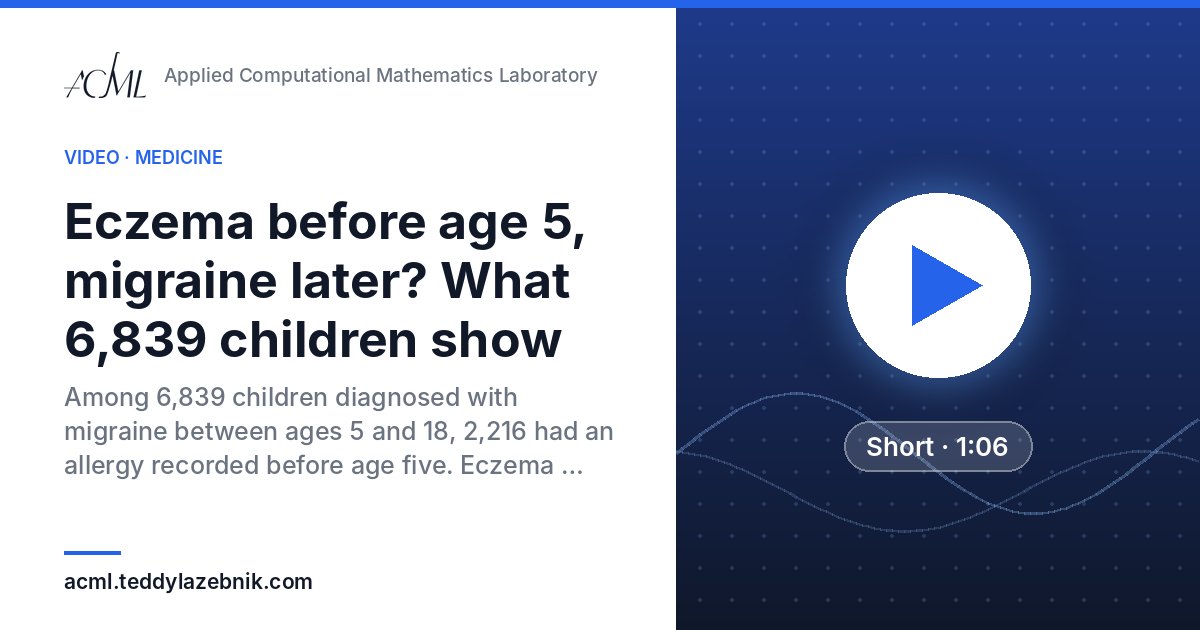 ACML
Applied Computational Mathematics Laboratory
VIDEO · MEDICINE
Eczema before age 5,
migraine later? What
6,839 children show
Among 6,839 children diagnosed with
migraine between ages 5 and 18, 2,216 had an
allergy recorded before age five. Eczema ...
Short · 1:06
acml.teddylazebnik.com